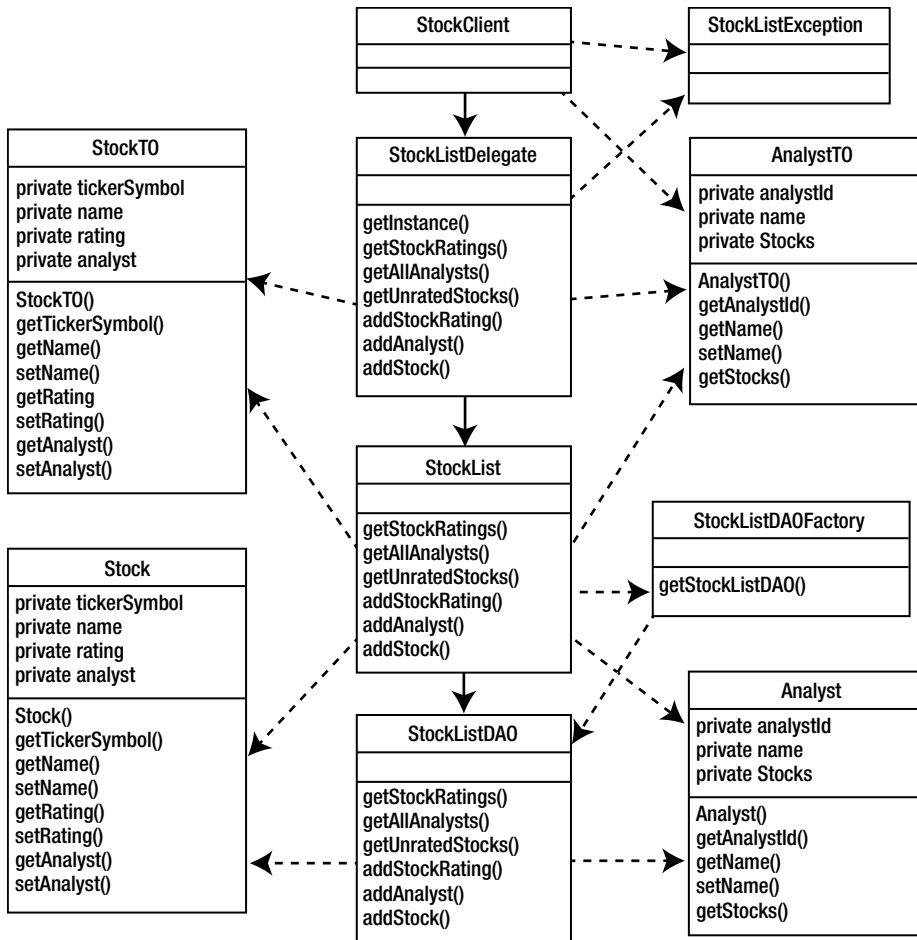 StockClient
StockListException
StockTO
private tickerSymbol
private name
private rating
private analyst
StockTO()
getTickerSymbol()
getName()
setName()
getRating
setRating()
getAnalyst()
setAnalyst()
StockListDelegate
getInstance()
getStockRatings()
getAllAnalysts()
getUnratedStocks()
addStockRating()
addAnalyst()
addStock()
AnalystTO
private analystId
private name
private Stocks
AnalystTO()
getAnalystId()
getName()
setName()
getStocks()
StockList
getStockRatings()
getAllAnalysts()
getUnratedStocks()
addStockRating()
addAnalyst()
addStock()
StockListDAOFactory
getStockListDAO()
Stock
private tickerSymbol
private name
private rating
private analyst
Stock()
getTickerSymbol()
getName()
setName()
getRating()
setRating()
getAnalyst()
setAnalyst()
StockListDAO
getStockRatings()
getAllAnalysts()
getUnratedStocks()
addStockRating()
addAnalyst()
addStock()
Analyst
private analystId
private name
private Stocks
Analyst()
getAnalystId()
getName()
setName()
getStocks()